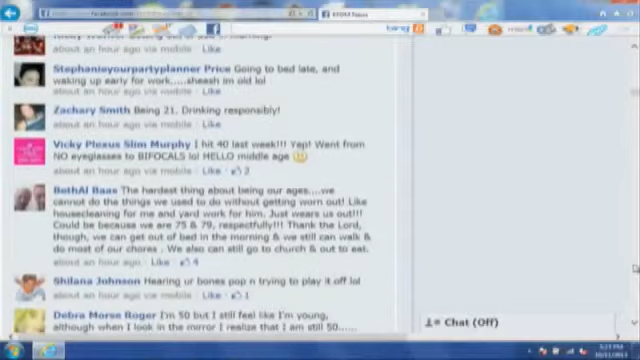 about an hour ago via mobile · Like
Stephanieyourpartyplanner Price Going to bed late, and
waking up early for work.....sheash im old lol
about an hour ago via mobile · Like
Zachary Smith Being 21. Drinking responsibly!
about an hour ago via mobile · Like
Vicky Plexus Slim Murphy I hit 40 last week!!! Yep! Went from
NO eyeglasses to BIFOCALS lol HELLO middle age
about an hour ago via mobile · Like · 2
BethAl Baas The hardest thing about being our ages....we
cannot do the things we used to do without getting worn out! Like
housecleaning for me and yard work for him. Just wears us out!!!
Could be because we are 75 & 79, respectfully!!! Thank the Lord,
though, we can get out of bed in the morning & we still can walk &
do most of our chores . We also can still go to church & out to eat.
about an hour ago · Like · 4
Shilana Johnson Hearing ur bones pop n trying to play it off lol
about an hour ago via mobile · Like · 1
Debra Morse Roger I'm 50 but I still feel like I'm young,
although when I look in the mirror I realize that I am still 50.....
Chat (Off)
bing